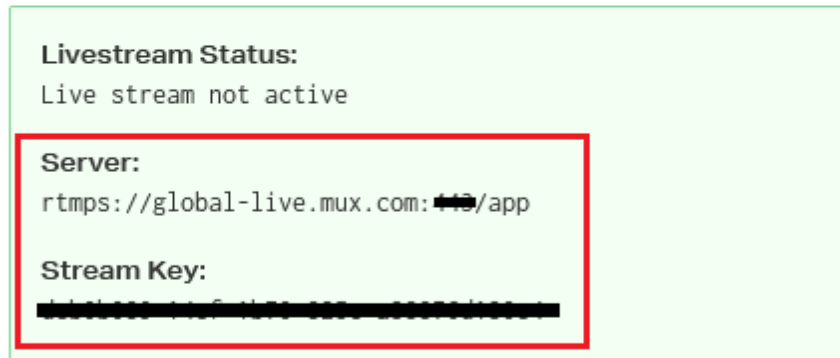 Livestream Status:
Live stream not active
Server:
rtmps://global-live.mux.com:/app
Stream Key: